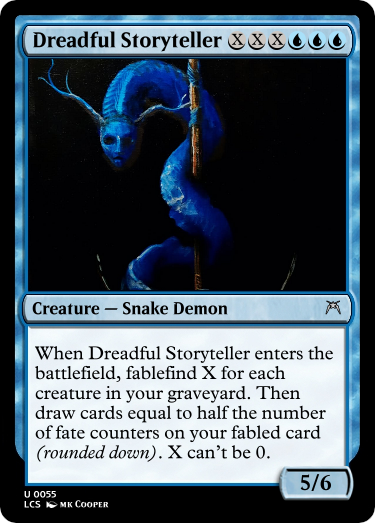 Dreadful Storyteller XXX
Creature — Snake Demon
When Dreadful Storyteller enters the
battlefield, fablefind X for each
creature in your graveyard. Then
draw cards equal to half the number
of fate counters on your fabled card
(rounded down). X can't be 0.
5/6
U 0055
LCS MK COOPER